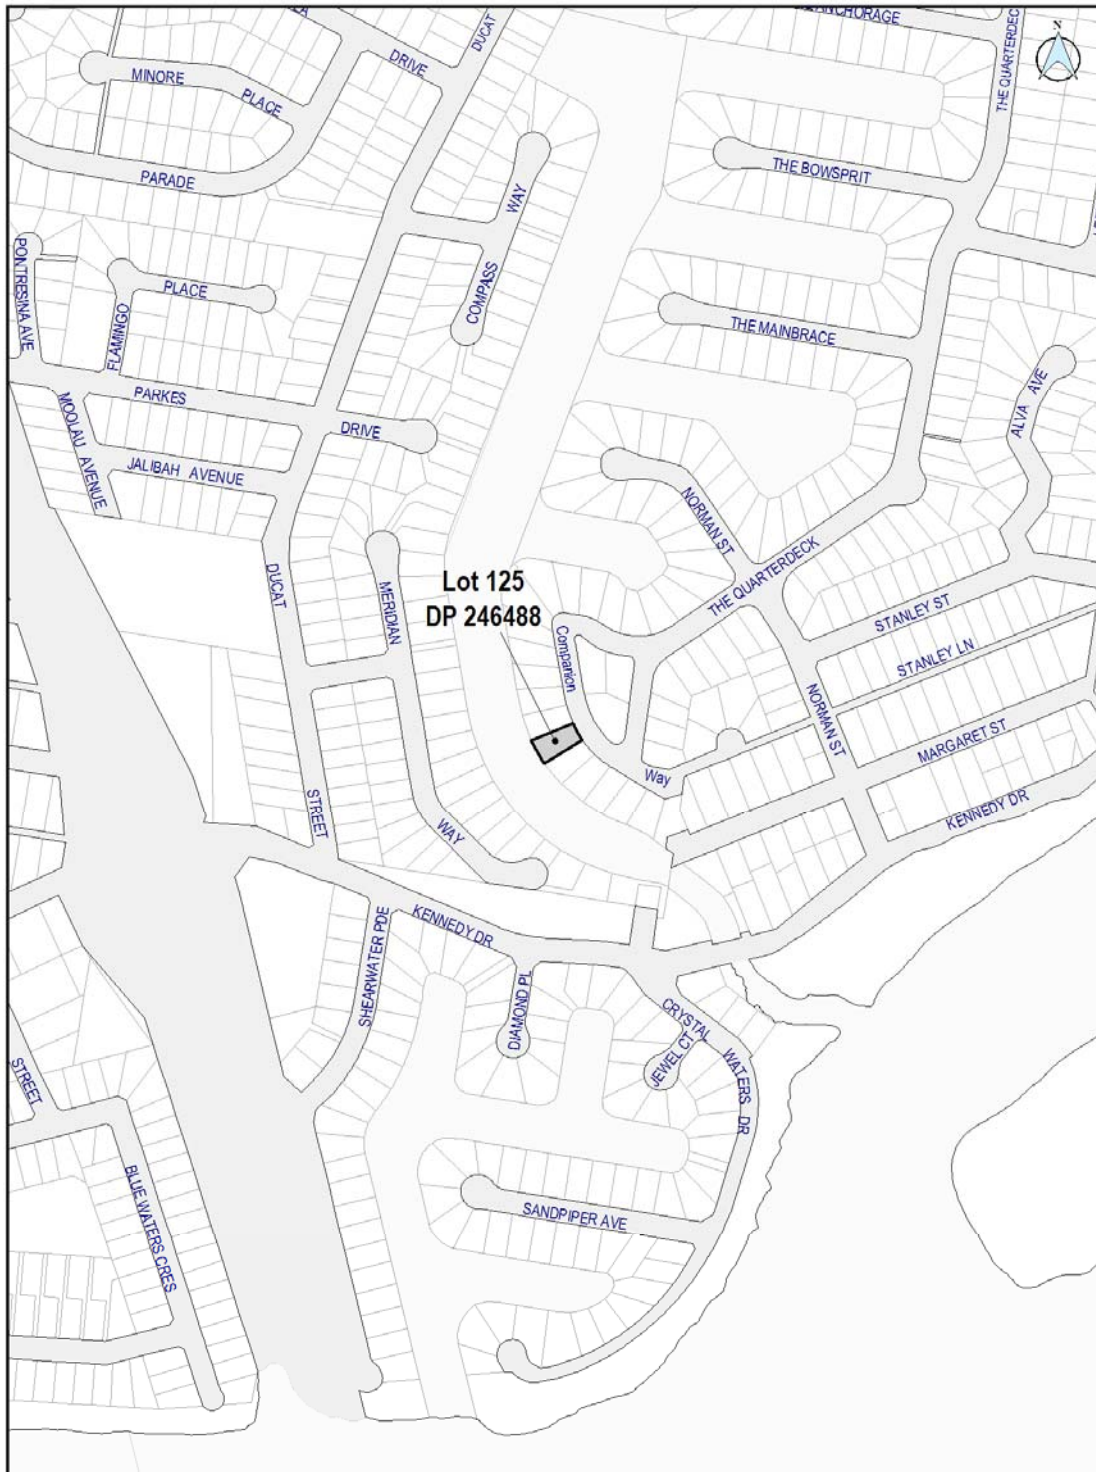 ANCHORAGE
N
DUCAT
DRIVE
THE QUARTERDEC
MINORE
PLACE
THE BOWSPRIT
PARADE
WAY
PONTRESINA AVE
PLACE
COMPASS
FLAMINGO
THE MAINBRACE
ALVA AVE
PARKES
DRIVE
MOOLAU AVENUE
JALIBAH AVENUE
NORMAN ST
THE QUARTERDECK
DUCAT
Lot 125
DP 246488
MERIDIAN
STANLEY ST
Companion
STANLEY LN
NORMAN ST
MARGARET ST
Way
STREET
WAY
KENNEDY DR
SHEARWATER PDE
KENNEDY DR
DIAMOND PL
CRYSTAL
WATERS DR
JEWEL CT
STREET
BLUE WATERS CRES
SANDPIPER AVE